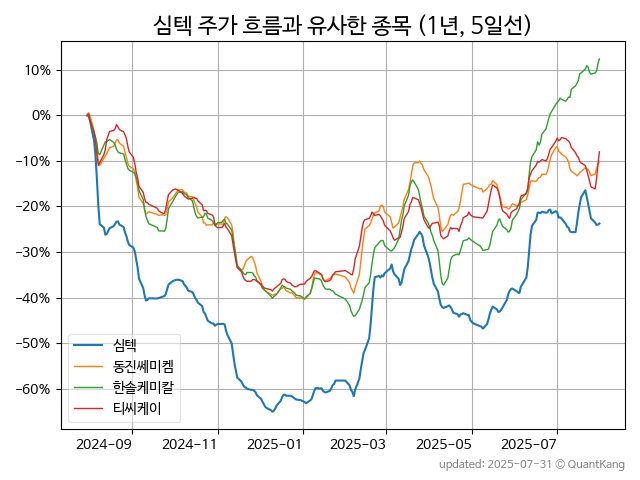 심텍 주가 흐름과 유사한 종목 (1년, 5일선)
10%
0%
-10%
-20%
-30%
-40%
-50%
-60%
심텍
동진쎄미켐
한솔케미칼
티씨케이
2024-09 2024-11 2025-01 2025-03 2025-05 2025-07
updated: 2025-07-31 © QuantKang